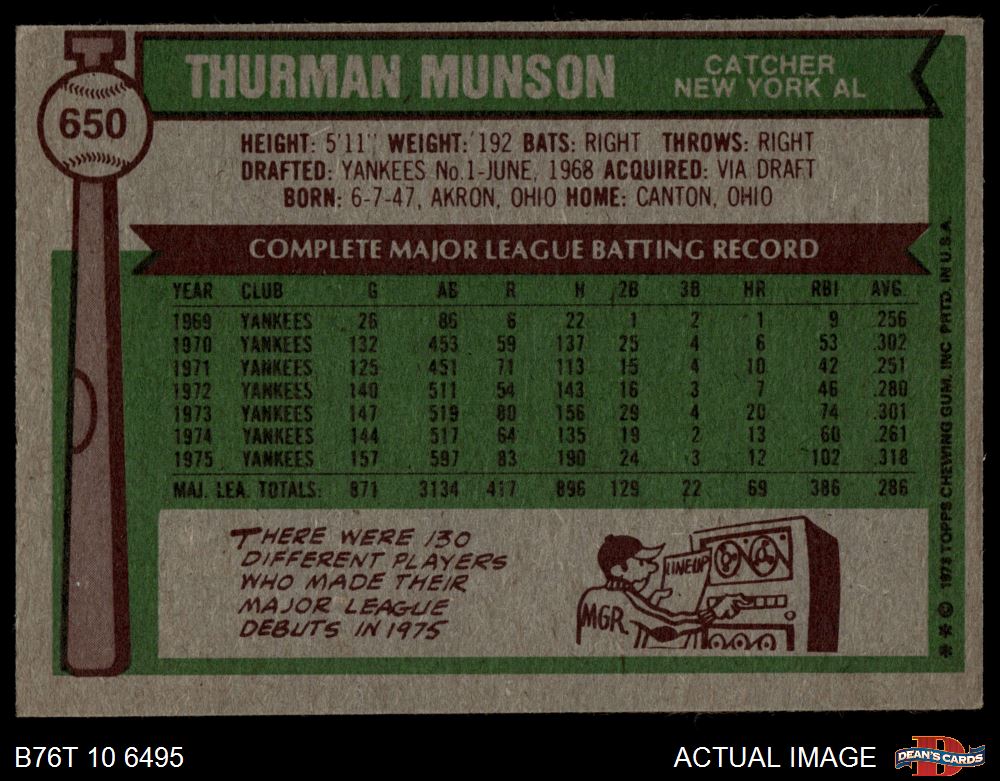 650
THURMAN MUNSON
CATCHER
NEW YORK AL
HEIGHT: 5'11" WEIGHT: 192 BATS: RIGHT THROWS: RIGHT
DRAFTED: YANKEES No.1-JUNE, 1968 ACQUIRED: VIA DRAFT
BORN: 6-7-47, AKRON, OHIO HOME: CANTON, OHIO
COMPLETE MAJOR LEAGUE BATTING RECORD
YEAR CLUB G AB R H 2B 3B HR RBI AVG.
1969 YANKEES 26 86 6 22 1 2 1 9 .256
1970 YANKEES 132 453 59 137 25 4 6 53 .302
1971 YANKEES 125 451 71 113 15 4 10 42 .251
1972 YANKEES 140 511 54 143 16 3 7 46 .280
1973 YANKEES 147 519 80 156 29 4 20 74 .301
1974 YANKEES 144 517 64 135 19 2 13 60 .261
1975 YANKEES 157 597 83 190 24 3 12 102 .318
MAJ. LEA. TOTALS: 871 3134 417 896 129 22 69 386 .286
THERE WERE 130
DIFFERENT PLAYERS
WHO MADE THEIR
MAJOR LEAGUE
DEBUTS IN 1975
LINEUP
MGR.
* * © TOPPS CHEWING GUM, INC PRTD. IN U.S.A.
B76T 10 6495
ACTUAL IMAGE
D
DEAN'S CARDS